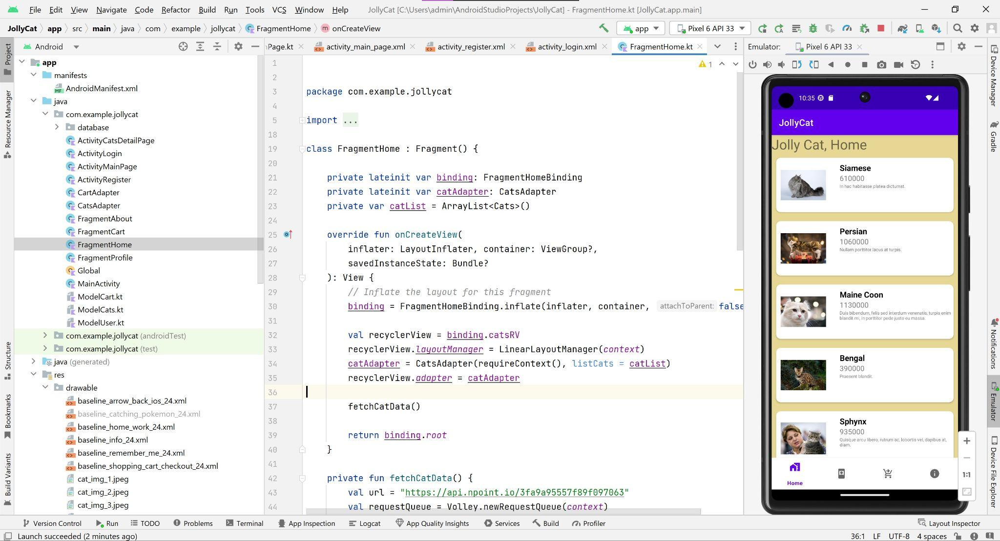 File Edit View Navigate Code Refactor Build Run Tools VCS Window Help JollyCat [C:\Users\admin\AndroidStudioProjects\JollyCat] - FragmentHome.kt [JollyCat.app.main]
JollyCat app src main java com example jollycat FragmentHome m onCreateView app Pixel 6 API 33
Project
Resource Manager
Structure
Bookmarks
Build Variants
Android
app
manifests
AndroidManifest.xml
java
com.example.jollycat
database
ActivityCatsDetailPage
ActivityLogin
ActivityMainPage
ActivityRegister
CartAdapter
CatsAdapter
FragmentAbout
FragmentCart
FragmentHome
FragmentProfile
Global
MainActivity
ModelCart.kt
ModelCats.kt
ModelUser.kt
com.example.jollycat (androidTest)
com.example.jollycat (test)
java (generated)
res
drawable
baseline_arrow_back_ios_24.xml
baseline_catching_pokemon_24.xml
baseline_home_work_24.xml
baseline_info_24.xml
baseline_remember_me_24.xml
baseline_shopping_cart_checkout_24.xml
cat_img_1.jpeg
cat_img_2.jpeg
cat_img_3.jpeg
Page.kt activity_main_page.xml activity_register.xml activity_login.xml FragmentHome.kt
1
1
2
3 package com.example.jollycat
4
5 import ...
18
19 class FragmentHome : Fragment() {
20
21 private lateinit var binding: FragmentHomeBinding
22 private lateinit var catAdapter: CatsAdapter
23 private var catList = ArrayList<Cats>()
24
25 override fun onCreateView(
26 inflater: LayoutInflater, container: ViewGroup?,
27 savedInstanceState: Bundle?
28 ): View {
29 // Inflate the layout for this fragment
30 binding = FragmentHomeBinding.inflate(inflater, container, attachToParent: false
31
32 val recyclerView = binding.catsRV
33 recyclerView.layoutManager = LinearLayoutManager(context)
34 catAdapter = CatsAdapter(requireContext(), listCats = catList)
35 recyclerView.adapter = catAdapter
36
37 fetchCatData()
38
39 return binding.root
40 }
41
42 private fun fetchCatData() {
43 val url = "https://api.npoint.io/3fa9a95557f89f097063"
44 val requestQueue = Volley.newRequestQueue(context)
Emulator: Pixel 6 API 33
10:35
JollyCat
Jolly Cat, Home
Siamese
610000
In hac habitasse platea dictumst.
Persian
1060000
Nullam porttitor lacus at turpis.
Maine Coon
1130000
Duis bibendum, felis sed interdum venenatis, turpis enim
blandit mi, in porttitor pede justo eu massa.
Bengal
390000
Praesent blandit.
Sphynx
935000
Quisque arcu libero, rutrum ac, lobortis vel, dapibus at,
diam.
Home
1:1
Device Manager
Gradle
Notifications
Emulator
Device File Explorer
Version Control Run TODO Problems Terminal App Inspection Logcat App Quality Insights Services Build Profiler Layout Inspector
Launch succeeded (2 minutes ago) 36:1 LF UTF-8 4 spaces